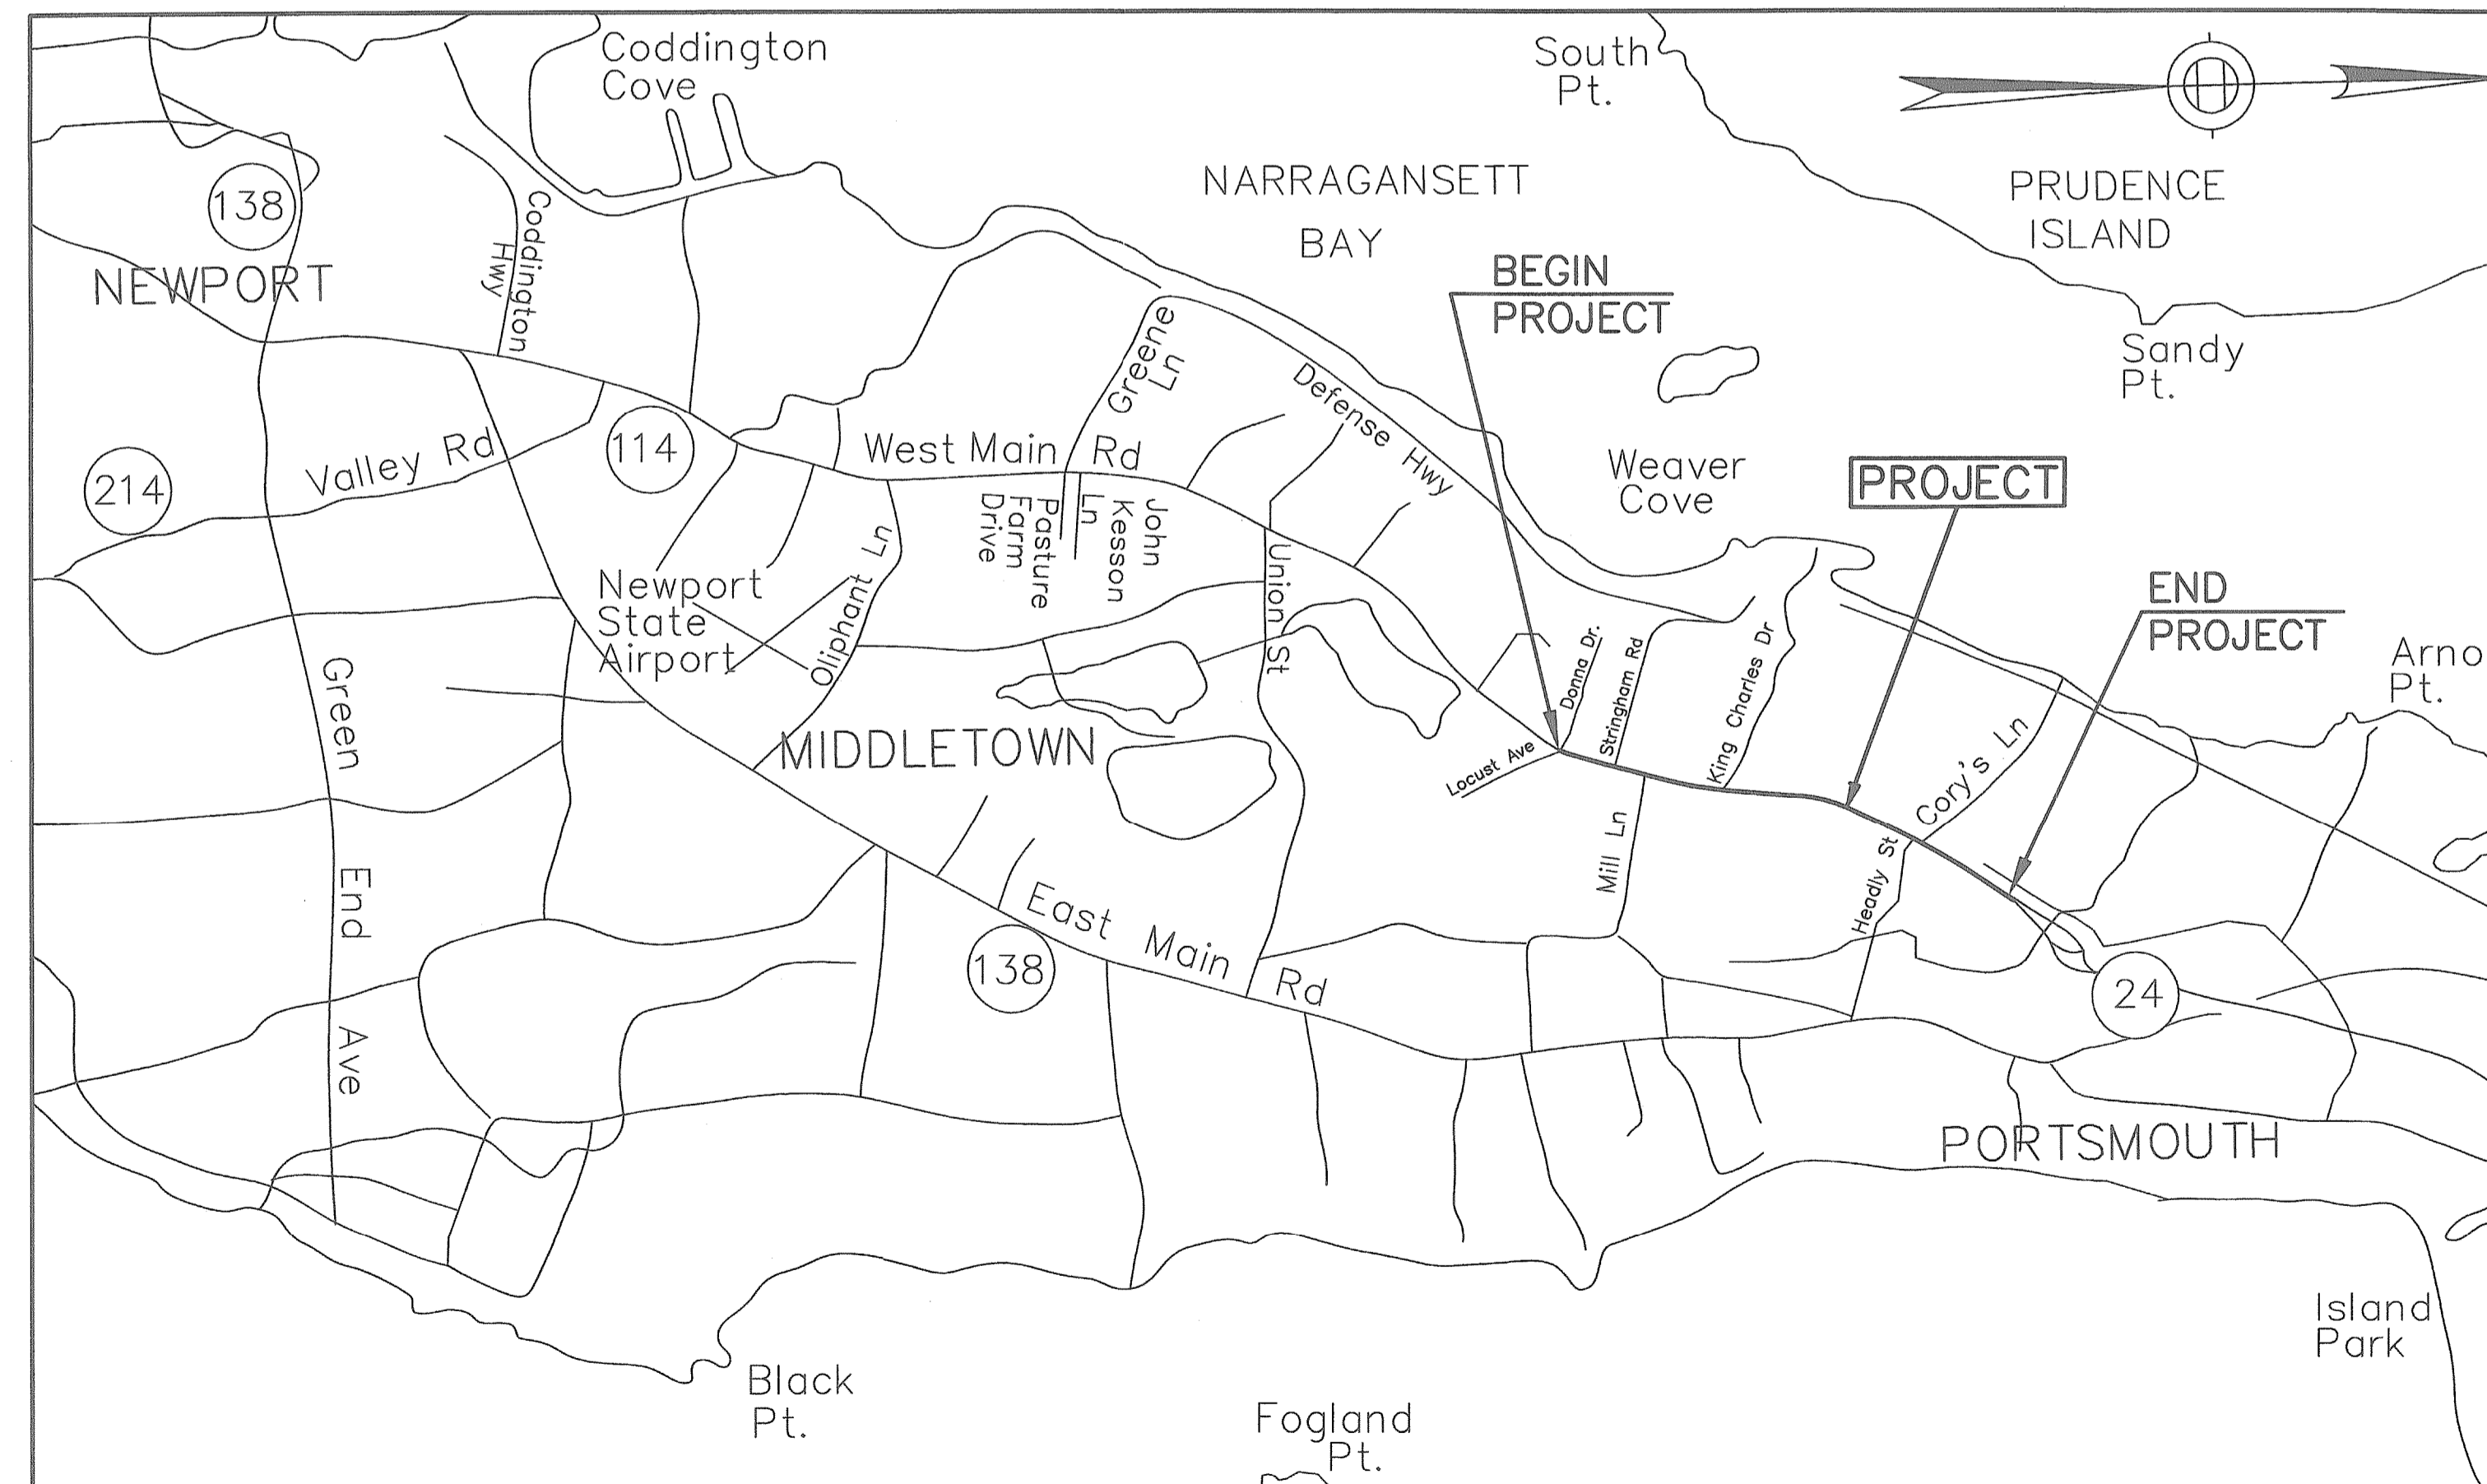 Coddington
Cove
South
Pt.
NARRAGANSETT
BAY
PRUDENCE
ISLAND
138
NEWPORT
Coddington
Hwy
BEGIN
PROJECT
Sandy
Pt.
Greene
Ln
Defense Hwy
214
Valley Rd
114
West Main Rd
Weaver
Cove
PROJECT
John
Kesson
Ln
Pasture
Farm
Drive
Union St
Newport
State
Airport
Oliphant Ln
END
PROJECT
Arno
Pt.
Donna Dr.
Stringham Rd
King Charles Dr
Locust Ave
Cory's Ln
MIDDLETOWN
Green End Ave
Mill Ln
Headly St
East Main Rd
138
24
PORTSMOUTH
Island
Park
Black
Pt.
Fogland
Pt.